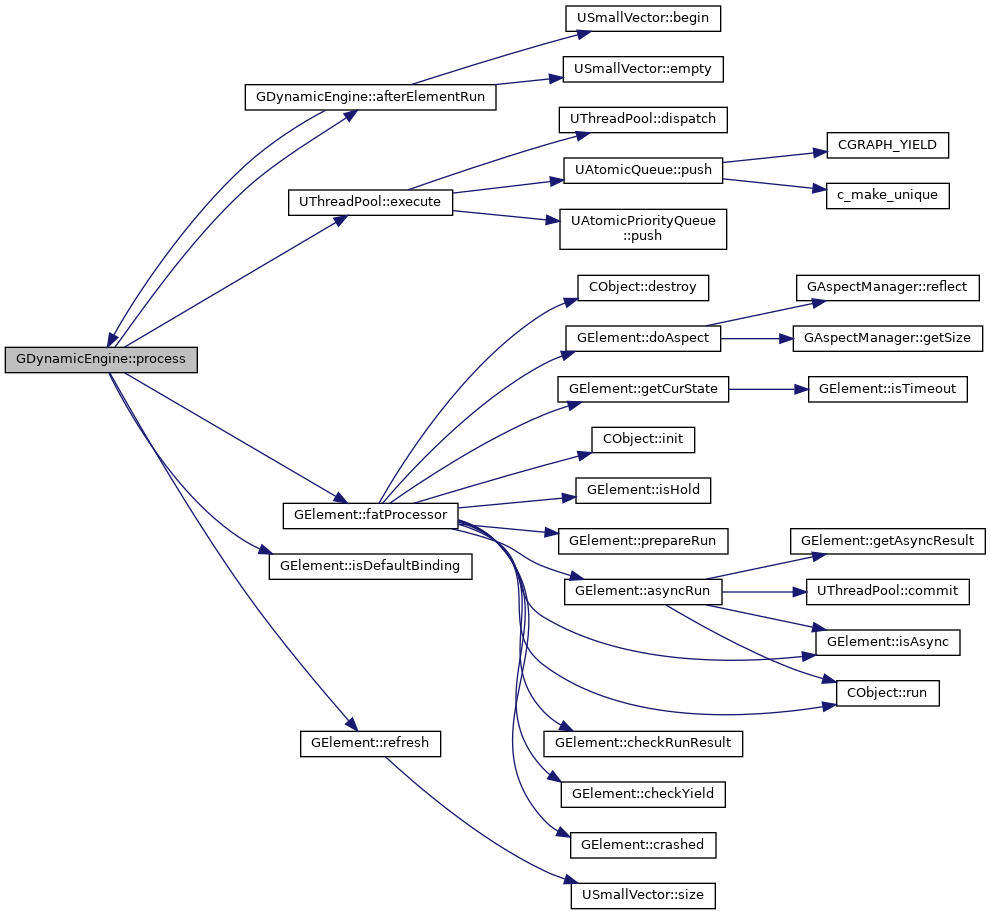 USmallVector::begin
USmallVector::empty
GDynamicEngine::afterElementRun
UThreadPool::dispatch
CGRAPH_YIELD
UAtomicQueue::push
c_make_unique
UThreadPool::execute
UAtomicPriorityQueue
::push
CObject::destroy
GAspectManager::reflect
GElement::doAspect
GAspectManager::getSize
GDynamicEngine::process
GElement::getCurState
GElement::isTimeout
CObject::init
GElement::isHold
GElement::fatProcessor
GElement::prepareRun
GElement::getAsyncResult
GElement::isDefaultBinding
GElement::asyncRun
UThreadPool::commit
GElement::isAsync
CObject::run
GElement::refresh
GElement::checkRunResult
GElement::checkYield
GElement::crashed
USmallVector::size